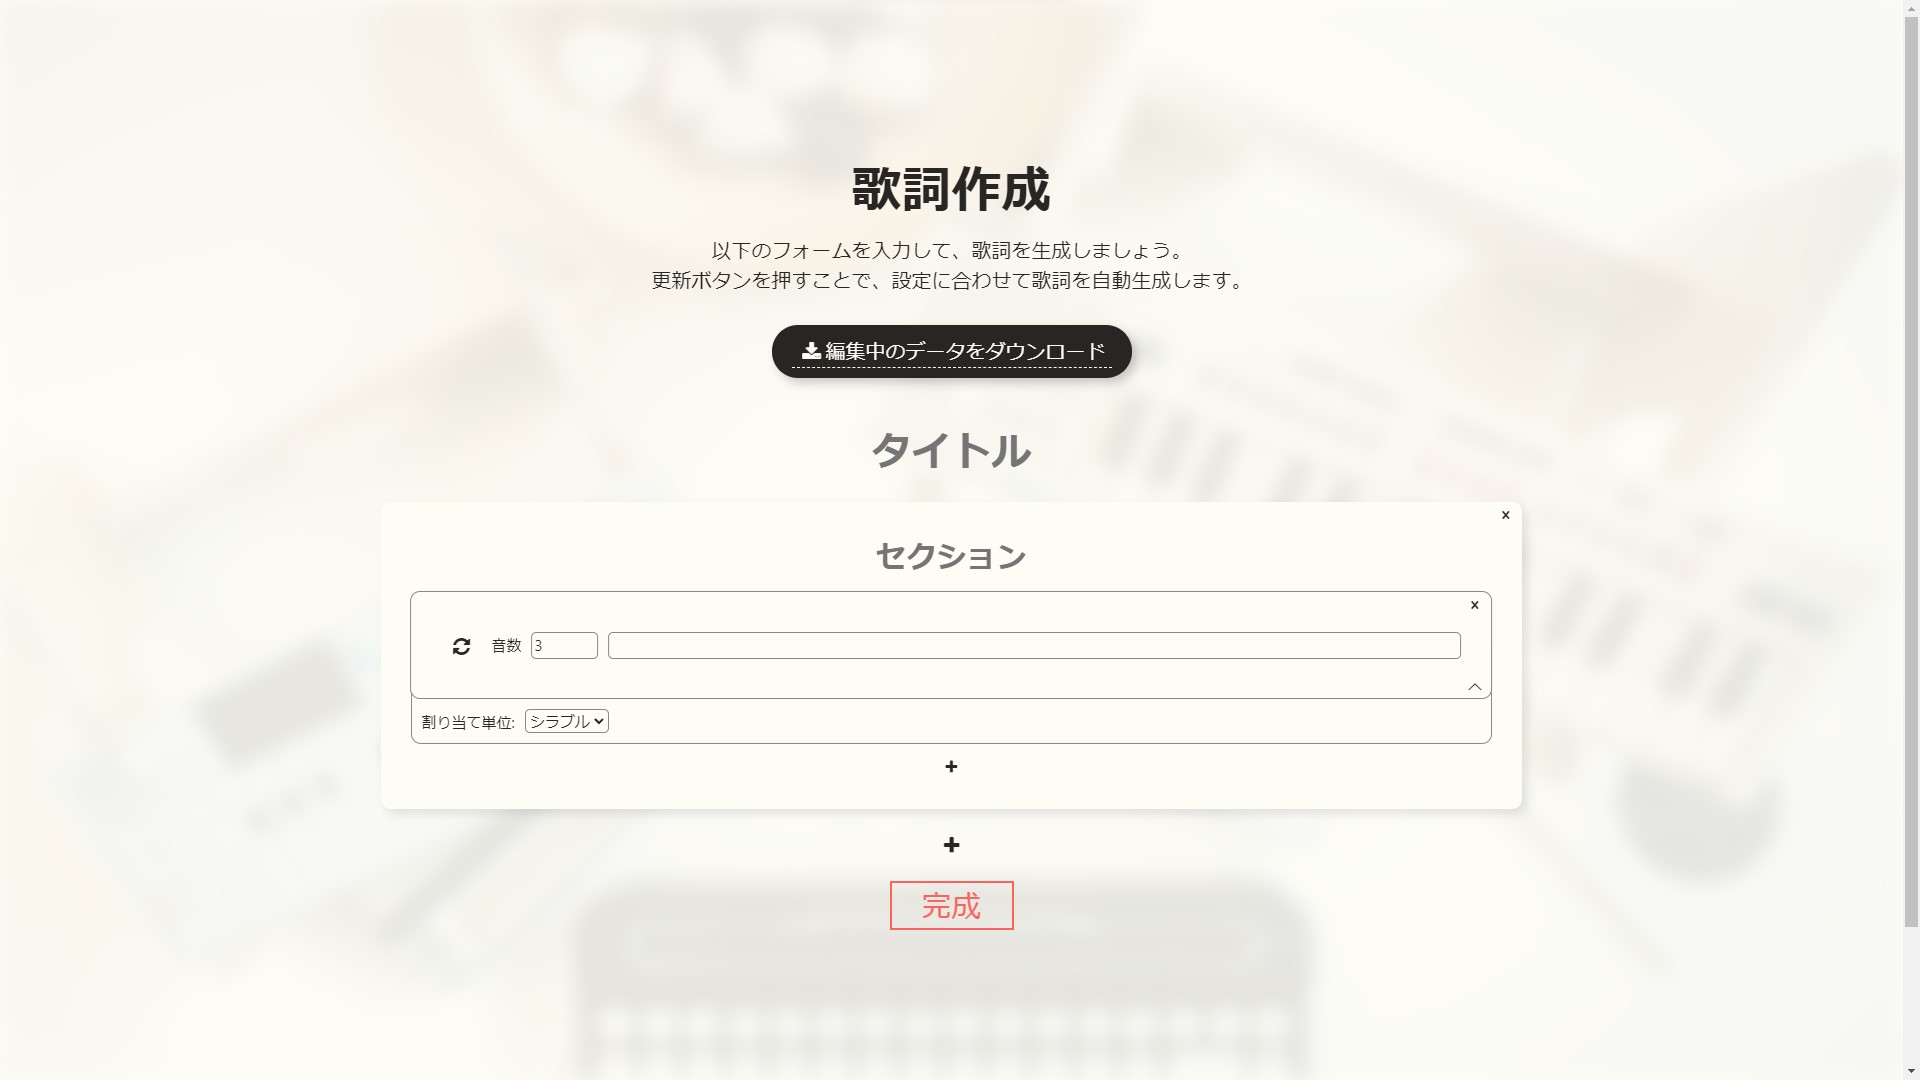 歌詞作成
以下のフォームを入力して、歌詞を生成しましょう。
更新ボタンを押すことで、設定に合わせて歌詞を自動生成します。
編集中のデータをダウンロード
タイトル
x
セクション
x
音数 3
割り当て単位: シラブル
+
+
完成